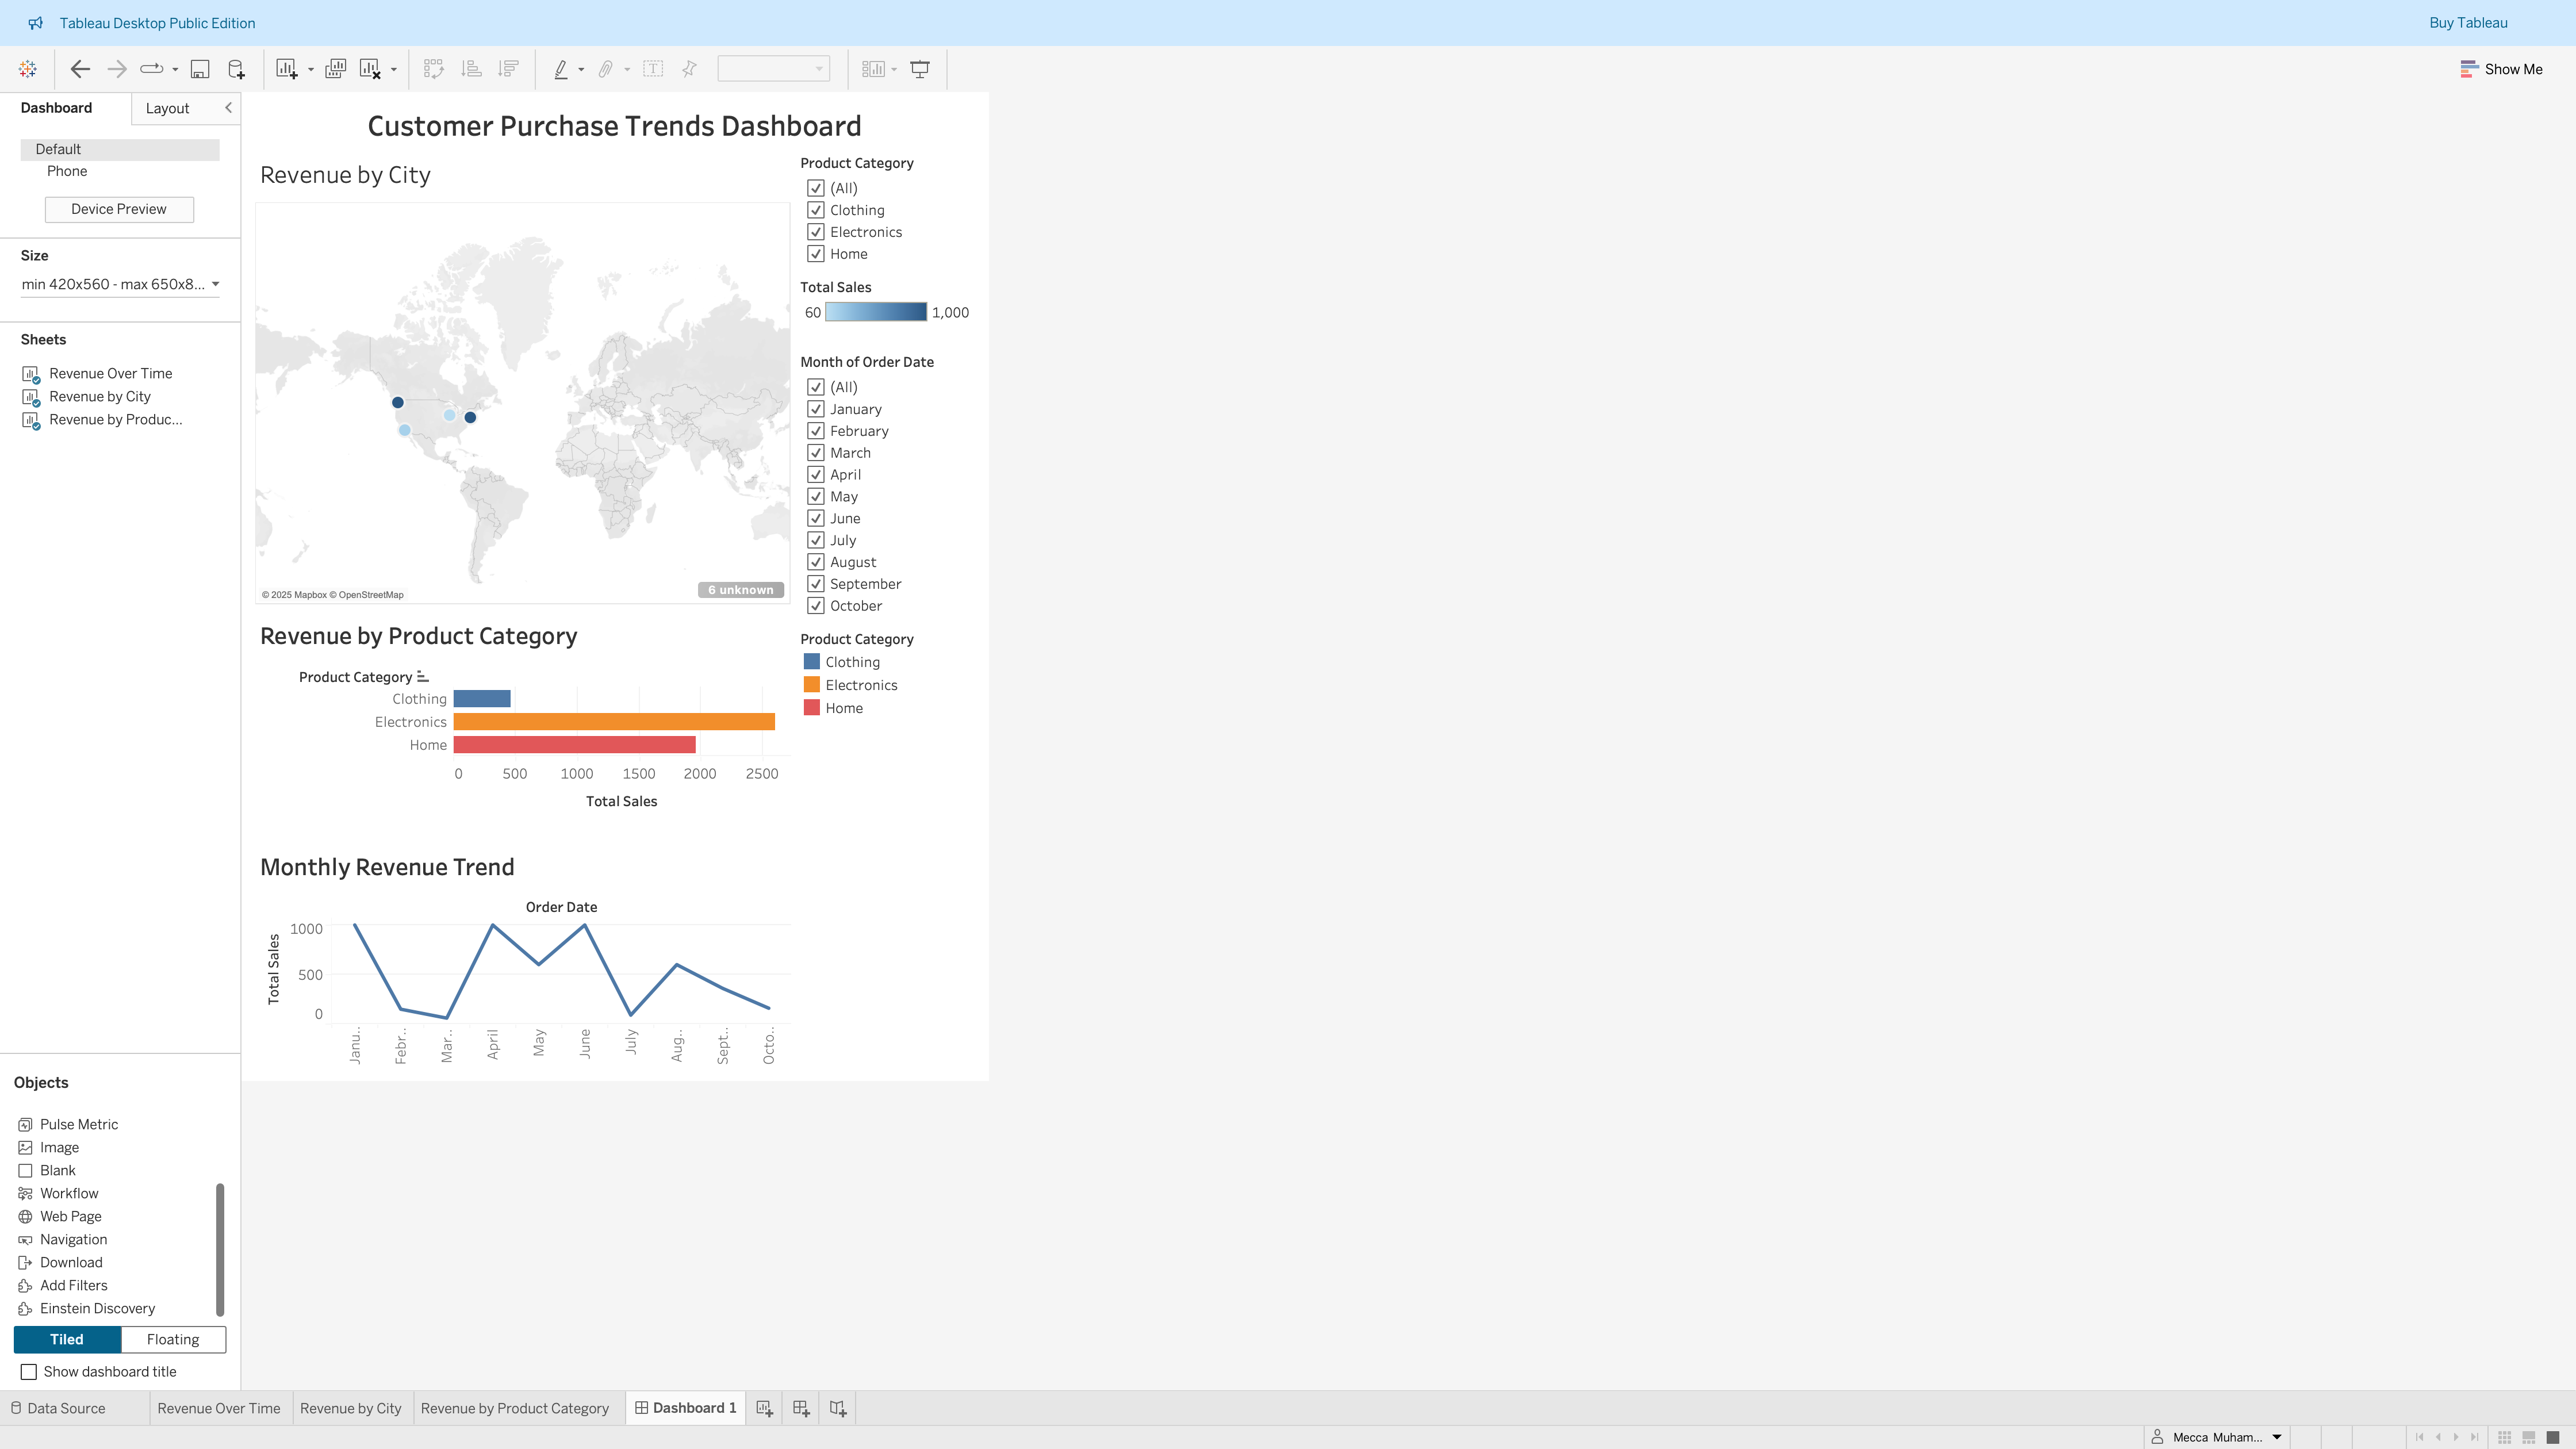 Tableau Desktop Public Edition
Buy Tableau
Show Me
Dashboard
Layout
Default
Phone
Device Preview
Size
min 420x560 - max 650x8...
Sheets
Revenue Over Time
Revenue by City
Revenue by Produc...
Objects
Pulse Metric
Image
Blank
Workflow
Web Page
Navigation
Download
Add Filters
Einstein Discovery
Tiled
Floating
Show dashboard title
Customer Purchase Trends Dashboard
Revenue by City
© 2025 Mapbox © OpenStreetMap
6 unknown
Product Category
(All)
Clothing
Electronics
Home
Total Sales
60
1,000
Month of Order Date
(All)
January
February
March
April
May
June
July
August
September
October
Product Category
Clothing
Electronics
Home
Revenue by Product Category
Product Category
Clothing
Electronics
Home
0 500 1000 1500 2000 2500
Total Sales
Monthly Revenue Trend
Order Date
Total Sales
1000
500
0
Janu..
Febr..
Mar..
April
May
June
July
Aug..
Sept..
Octo..
Data Source
Revenue Over Time
Revenue by City
Revenue by Product Category
Dashboard 1
Mecca Muham...